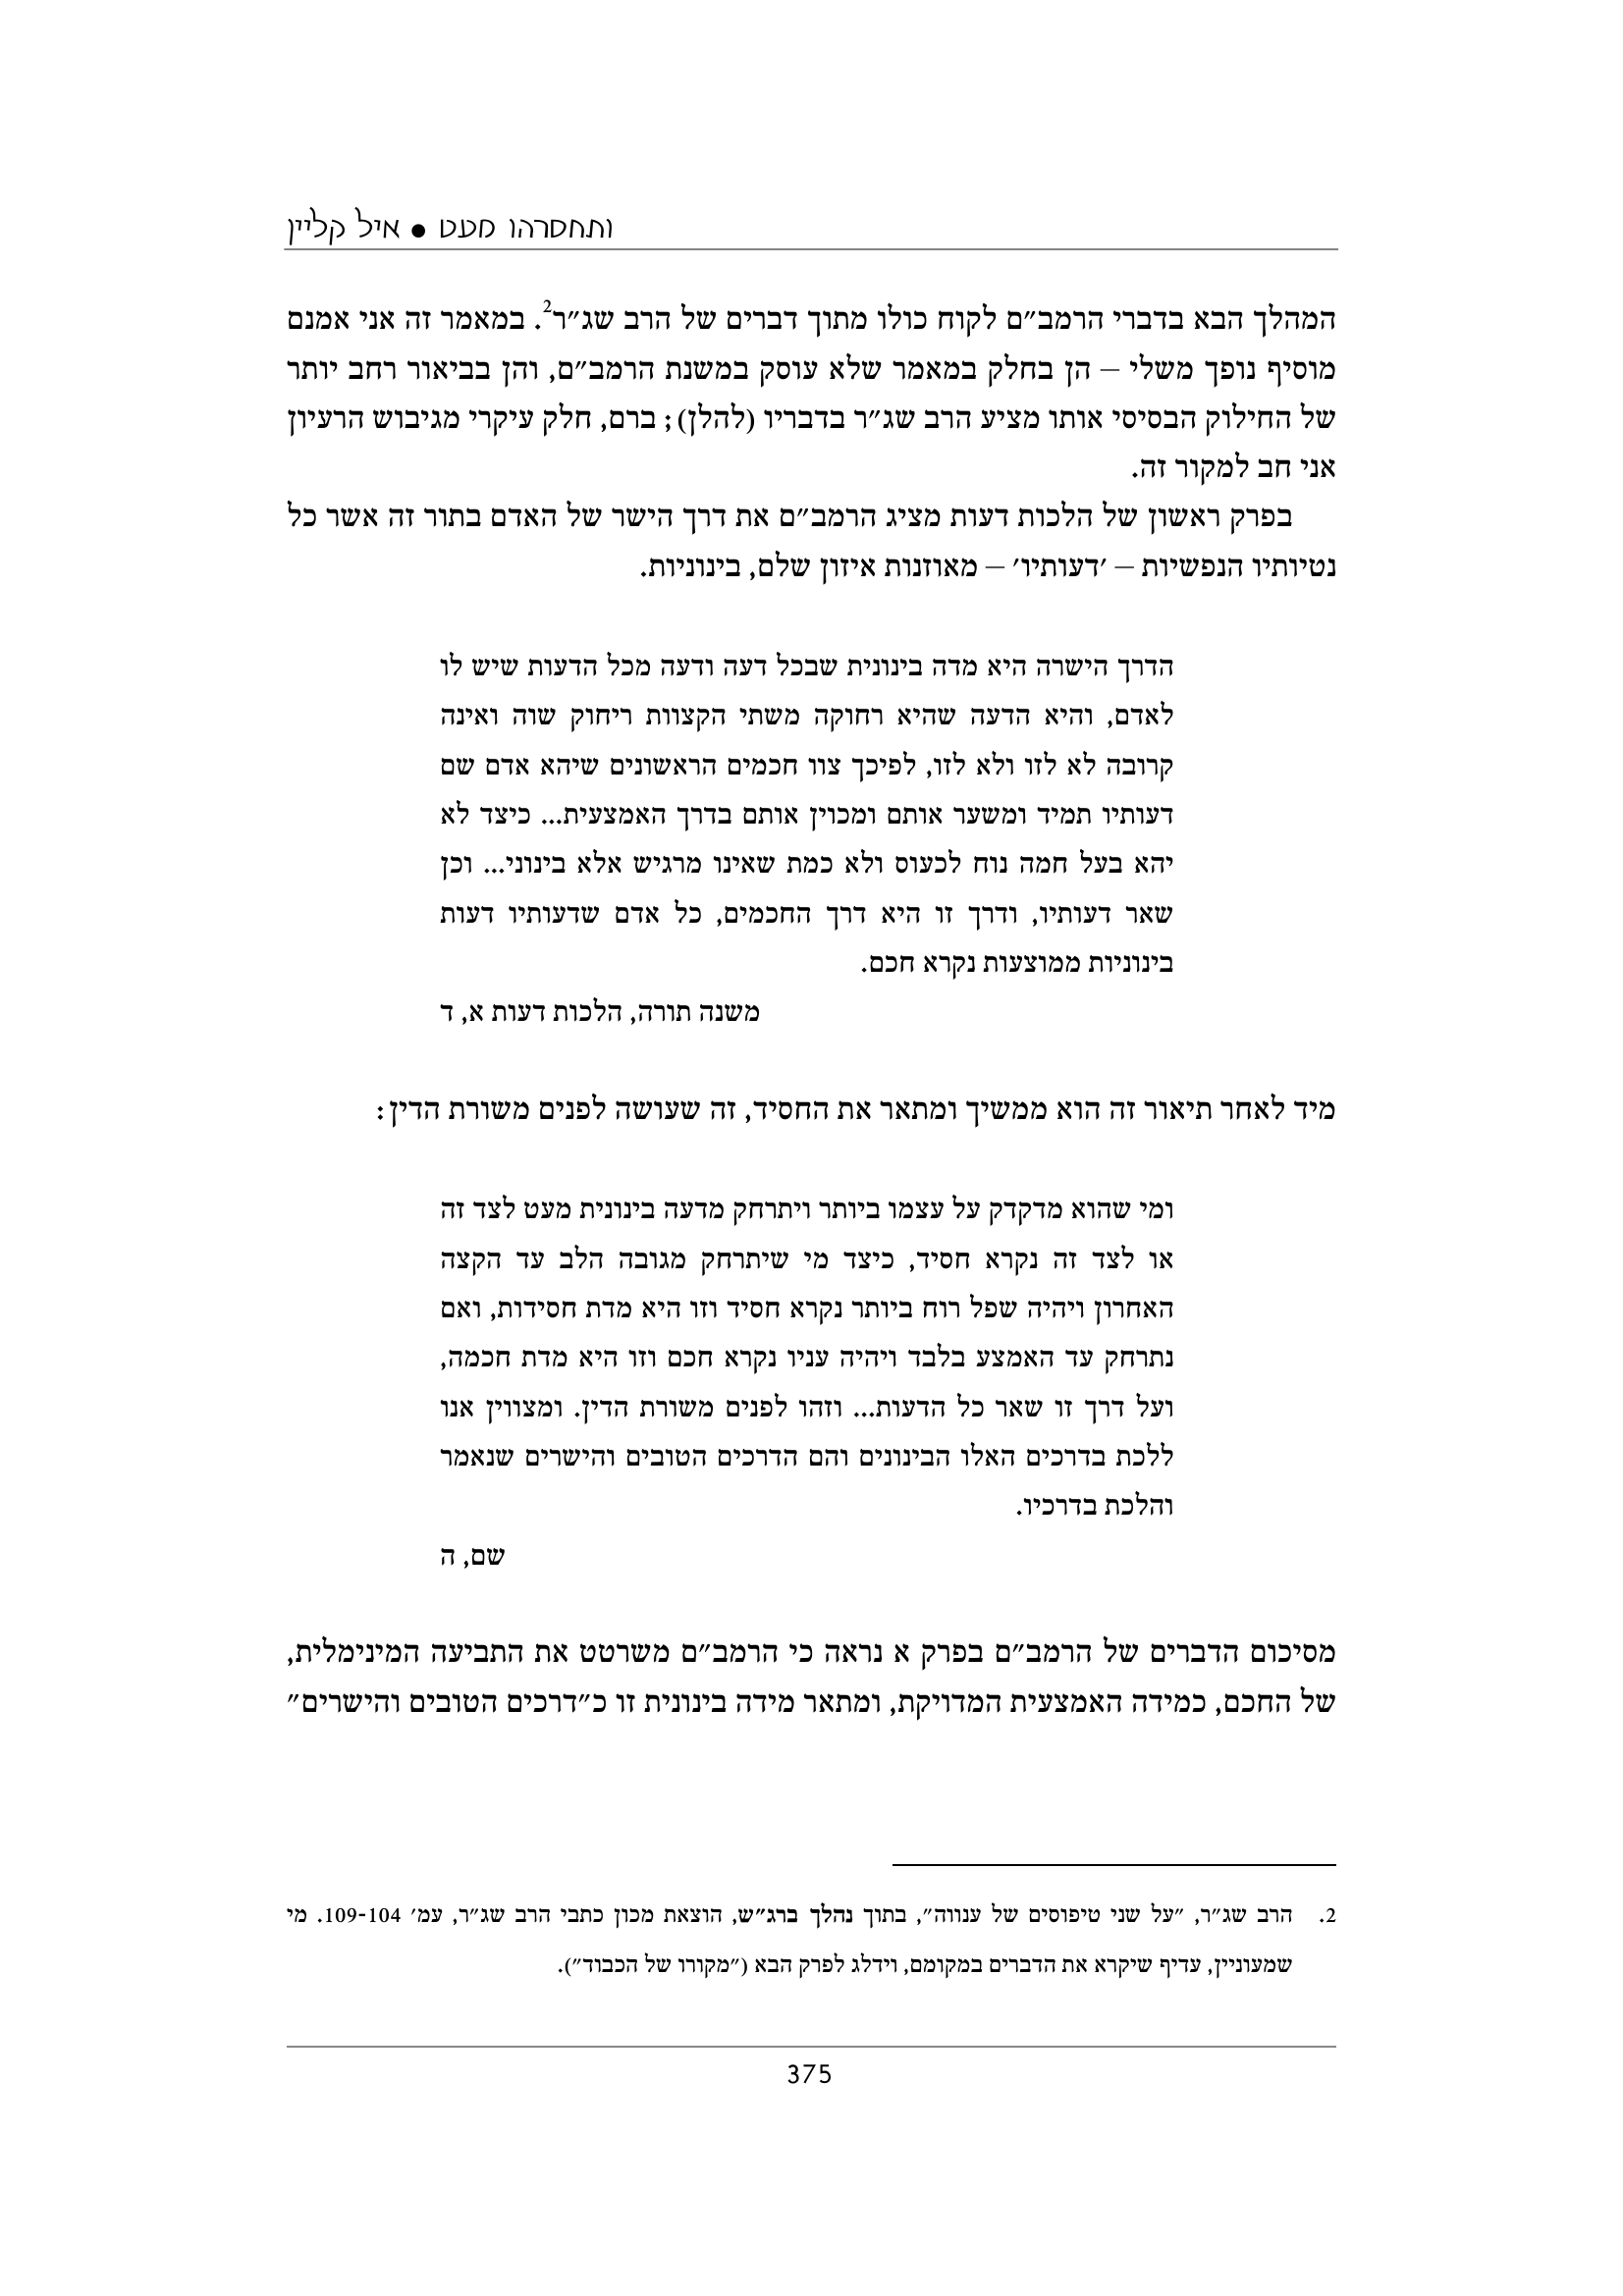 ותחסרהו מעט ● איל קליין
המהלך הבא בדברי הרמב״ם לקוח כולו מתוך דברים של הרב שג״ר2. במאמר זה אני אמנם
מוסיף נופך משלי – הן בחלק במאמר שלא עוסק במשנת הרמב״ם, והן בביאור רחב יותר
של החילוק הבסיסי אותו מציע הרב שג״ר בדבריו (להלן); ברם, חלק עיקרי מגיבוש הרעיון
אני חב למקור זה.
בפרק ראשון של הלכות דעות מציג הרמב״ם את דרך הישר של האדם בתור זה אשר כל
נטיותיו הנפשיות – ׳דעותיו׳ – מאוזנות איזון שלם, בינוניות.
הדרך הישרה היא מדה בינונית שבכל דעה ודעה מכל הדעות שיש לו
לאדם, והיא הדעה שהיא רחוקה משתי הקצוות ריחוק שוה ואינה
קרובה לא לזו ולא לזו, לפיכך צוו חכמים הראשונים שיהא אדם שם
דעותיו תמיד ומשער אותם ומכוין אותם בדרך האמצעית... כיצד לא
יהא בעל חמה נוח לכעוס ולא כמת שאינו מרגיש אלא בינוני... וכן
שאר דעותיו, ודרך זו היא דרך החכמים, כל אדם שדעותיו דעות
בינוניות ממוצעות נקרא חכם.
משנה תורה, הלכות דעות א, ד
מיד לאחר תיאור זה הוא ממשיך ומתאר את החסיד, זה שעושה לפנים משורת הדין:
ומי שהוא מדקדק על עצמו ביותר ויתרחק מדעה בינונית מעט לצד זה
או לצד זה נקרא חסיד, כיצד מי שיתרחק מגובה הלב עד הקצה
האחרון ויהיה שפל רוח ביותר נקרא חסיד וזו היא מדת חסידות, ואם
נתרחק עד האמצע בלבד ויהיה עניו נקרא חכם וזו היא מדת חכמה,
ועל דרך זו שאר כל הדעות... וזהו לפנים משורת הדין. ומצווין אנו
ללכת בדרכים האלו הבינונים והם הדרכים הטובים והישרים שנאמר
והלכת בדרכיו.
שם, ה
מסיכום הדברים של הרמב״ם בפרק א נראה כי הרמב״ם משרטט את התביעה המינימלית,
של החכם, כמידה האמצעית המדויקת, ומתאר מידה בינונית זו כ״דרכים הטובים והישרים״
2. הרב שג״ר, ״על שני טיפוסים של ענווה״, בתוך נהלך ברג״ש, הוצאת מכון כתבי הרב שג״ר, עמ׳ 109-104. מי
שמעוניין, עדיף שיקרא את הדברים במקומם, וידלג לפרק הבא (״מקורו של הכבוד״).
375